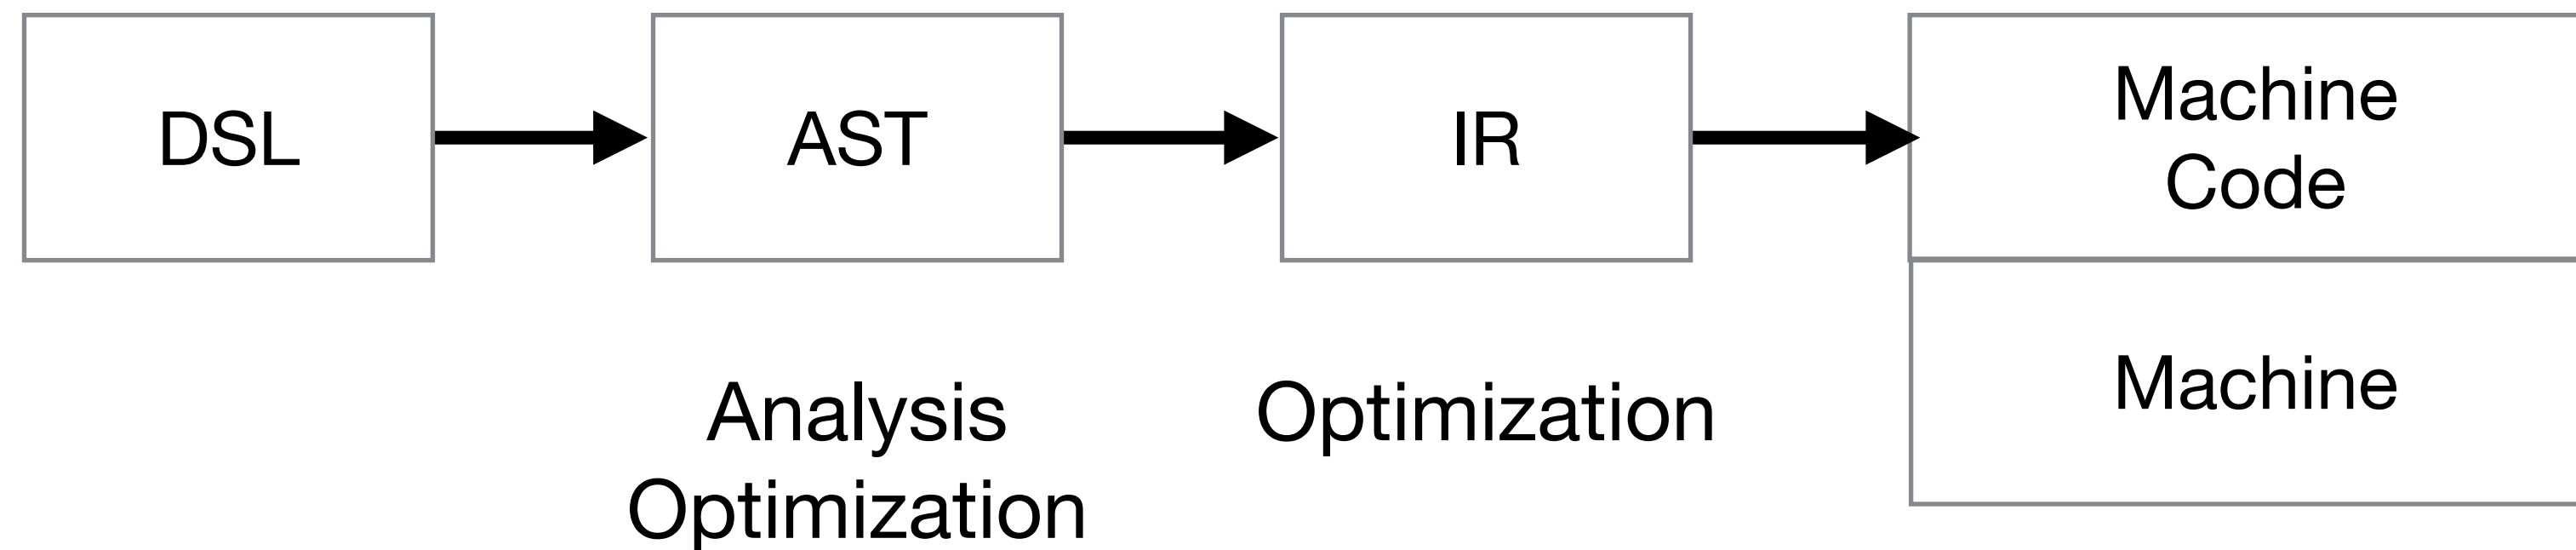 DSL
AST
IR
Machine
Code
Machine
Analysis
Optimization
Optimization